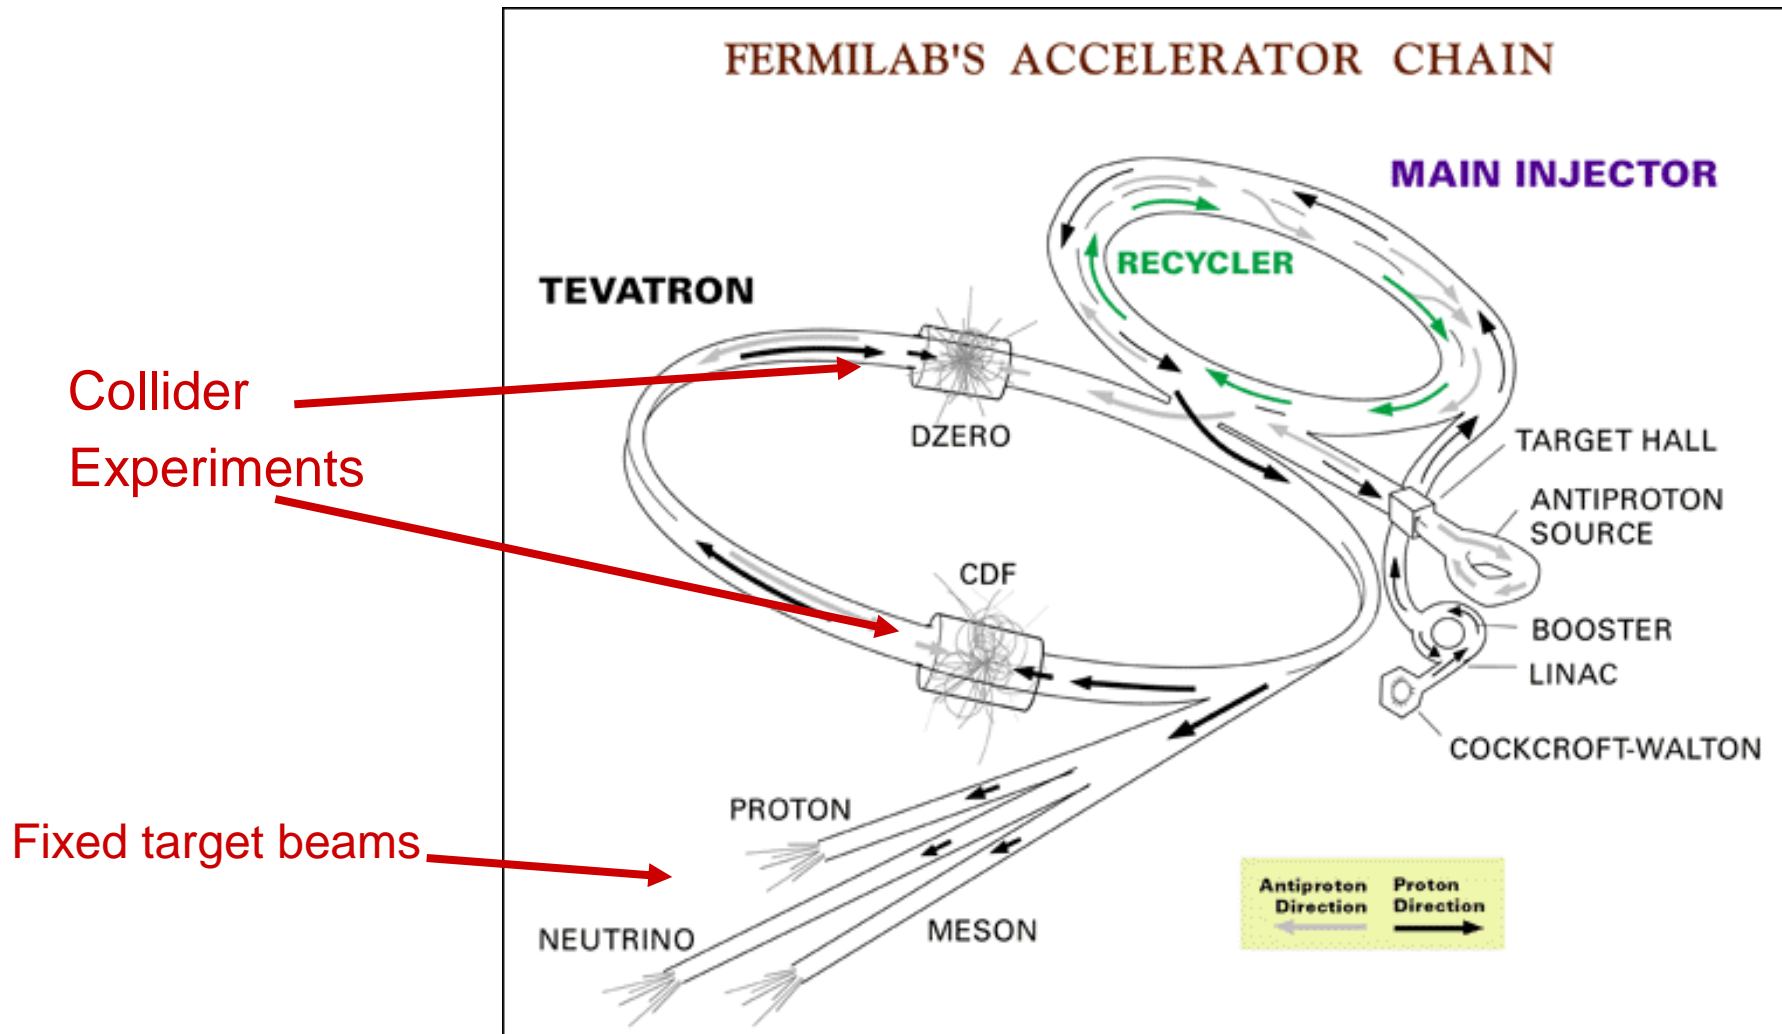 FERMILAB'S ACCELERATOR CHAIN
MAIN INJECTOR
RECYCLER
TEVATRON
Collider
Experiments
DZERO
TARGET HALL
ANTIPROTON
SOURCE
CDF
BOOSTER
LINAC
COCKCROFT-WALTON
PROTON
Fixed target beams
NEUTRINO
MESON
Antiproton
Direction
Proton
Direction